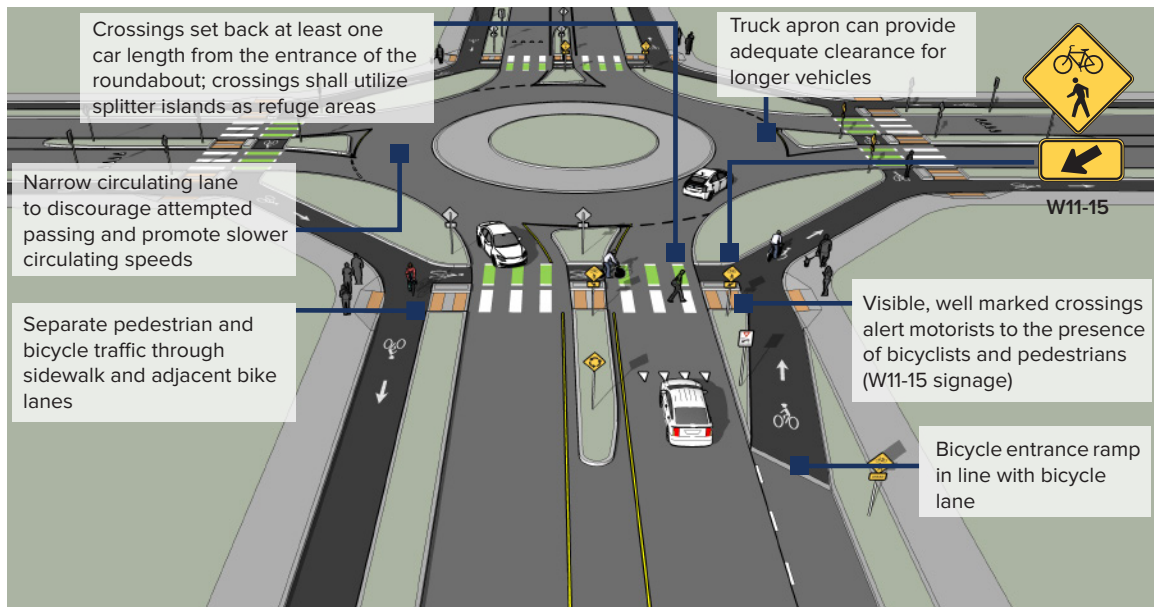 Crossings set back at least one
car length from the entrance of the
roundabout; crossings shall utilize
splitter islands as refuge areas
Truck apron can provide
adequate clearance for
longer vehicles
W11-15
Narrow circulating lane
to discourage attempted
passing and promote slower
circulating speeds
Separate pedestrian and
bicycle traffic through
sidewalk and adjacent bike
lanes
Visible, well marked crossings
alert motorists to the presence
of bicyclists and pedestrians
(W11-15 signage)
Bicycle entrance ramp
in line with bicycle
lane